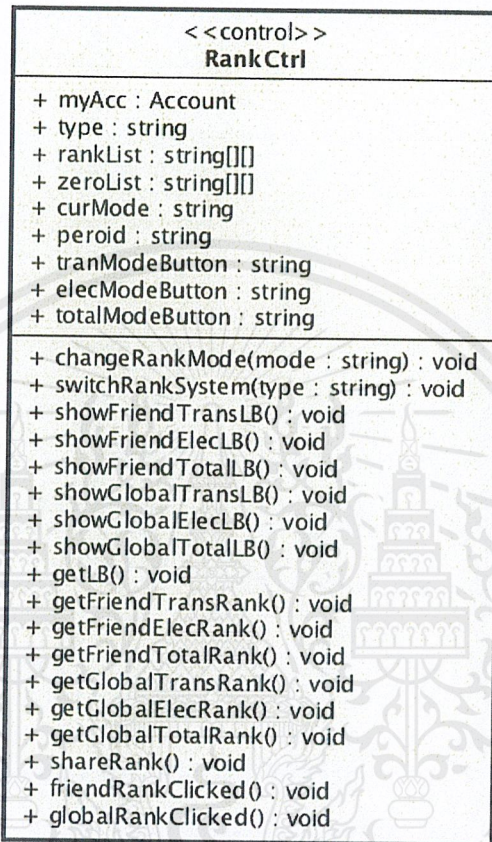 < <control> >
RankCtrl
+ myAcc : Account
+ type : string
+ rankList : string[][]
+ zeroList : string[][]
+ curMode : string
+ peroid : string
+ tranModeButton : string
+ elecModeButton : string
+ totalModeButton : string
+ changeRankMode(mode : string) : void
+ switchRankSystem(type : string) : void
+ showFriendTransLB() : void
+ showFriendElecLB() : void
+ showFriendTotalLB() : void
+ showGlobalTransLB() : void
+ showGlobalElecLB() : void
+ showGlobalTotalLB() : void
+ getLB() : void
+ getFriendTransRank() : void
+ getFriendElecRank() : void
+ getFriendTotalRank() : void
+ getGlobalTransRank() : void
+ getGlobalElecRank() : void
+ getGlobalTotalRank() : void
+ shareRank() : void
+ friendRankClicked() : void
+ globalRankClicked() : void